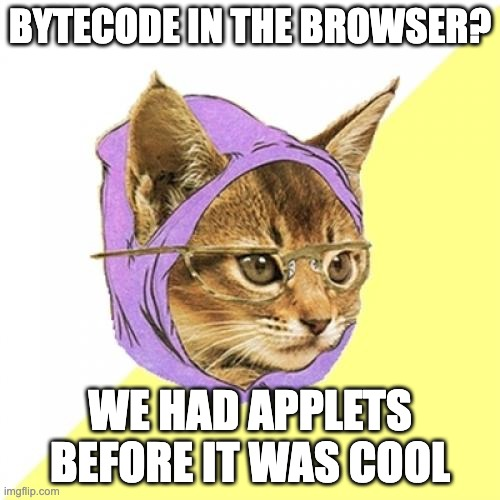 BYTECODE IN THE BROWSER?
WE HAD APPLETS
BEFORE IT WAS COOL
imgflip.com